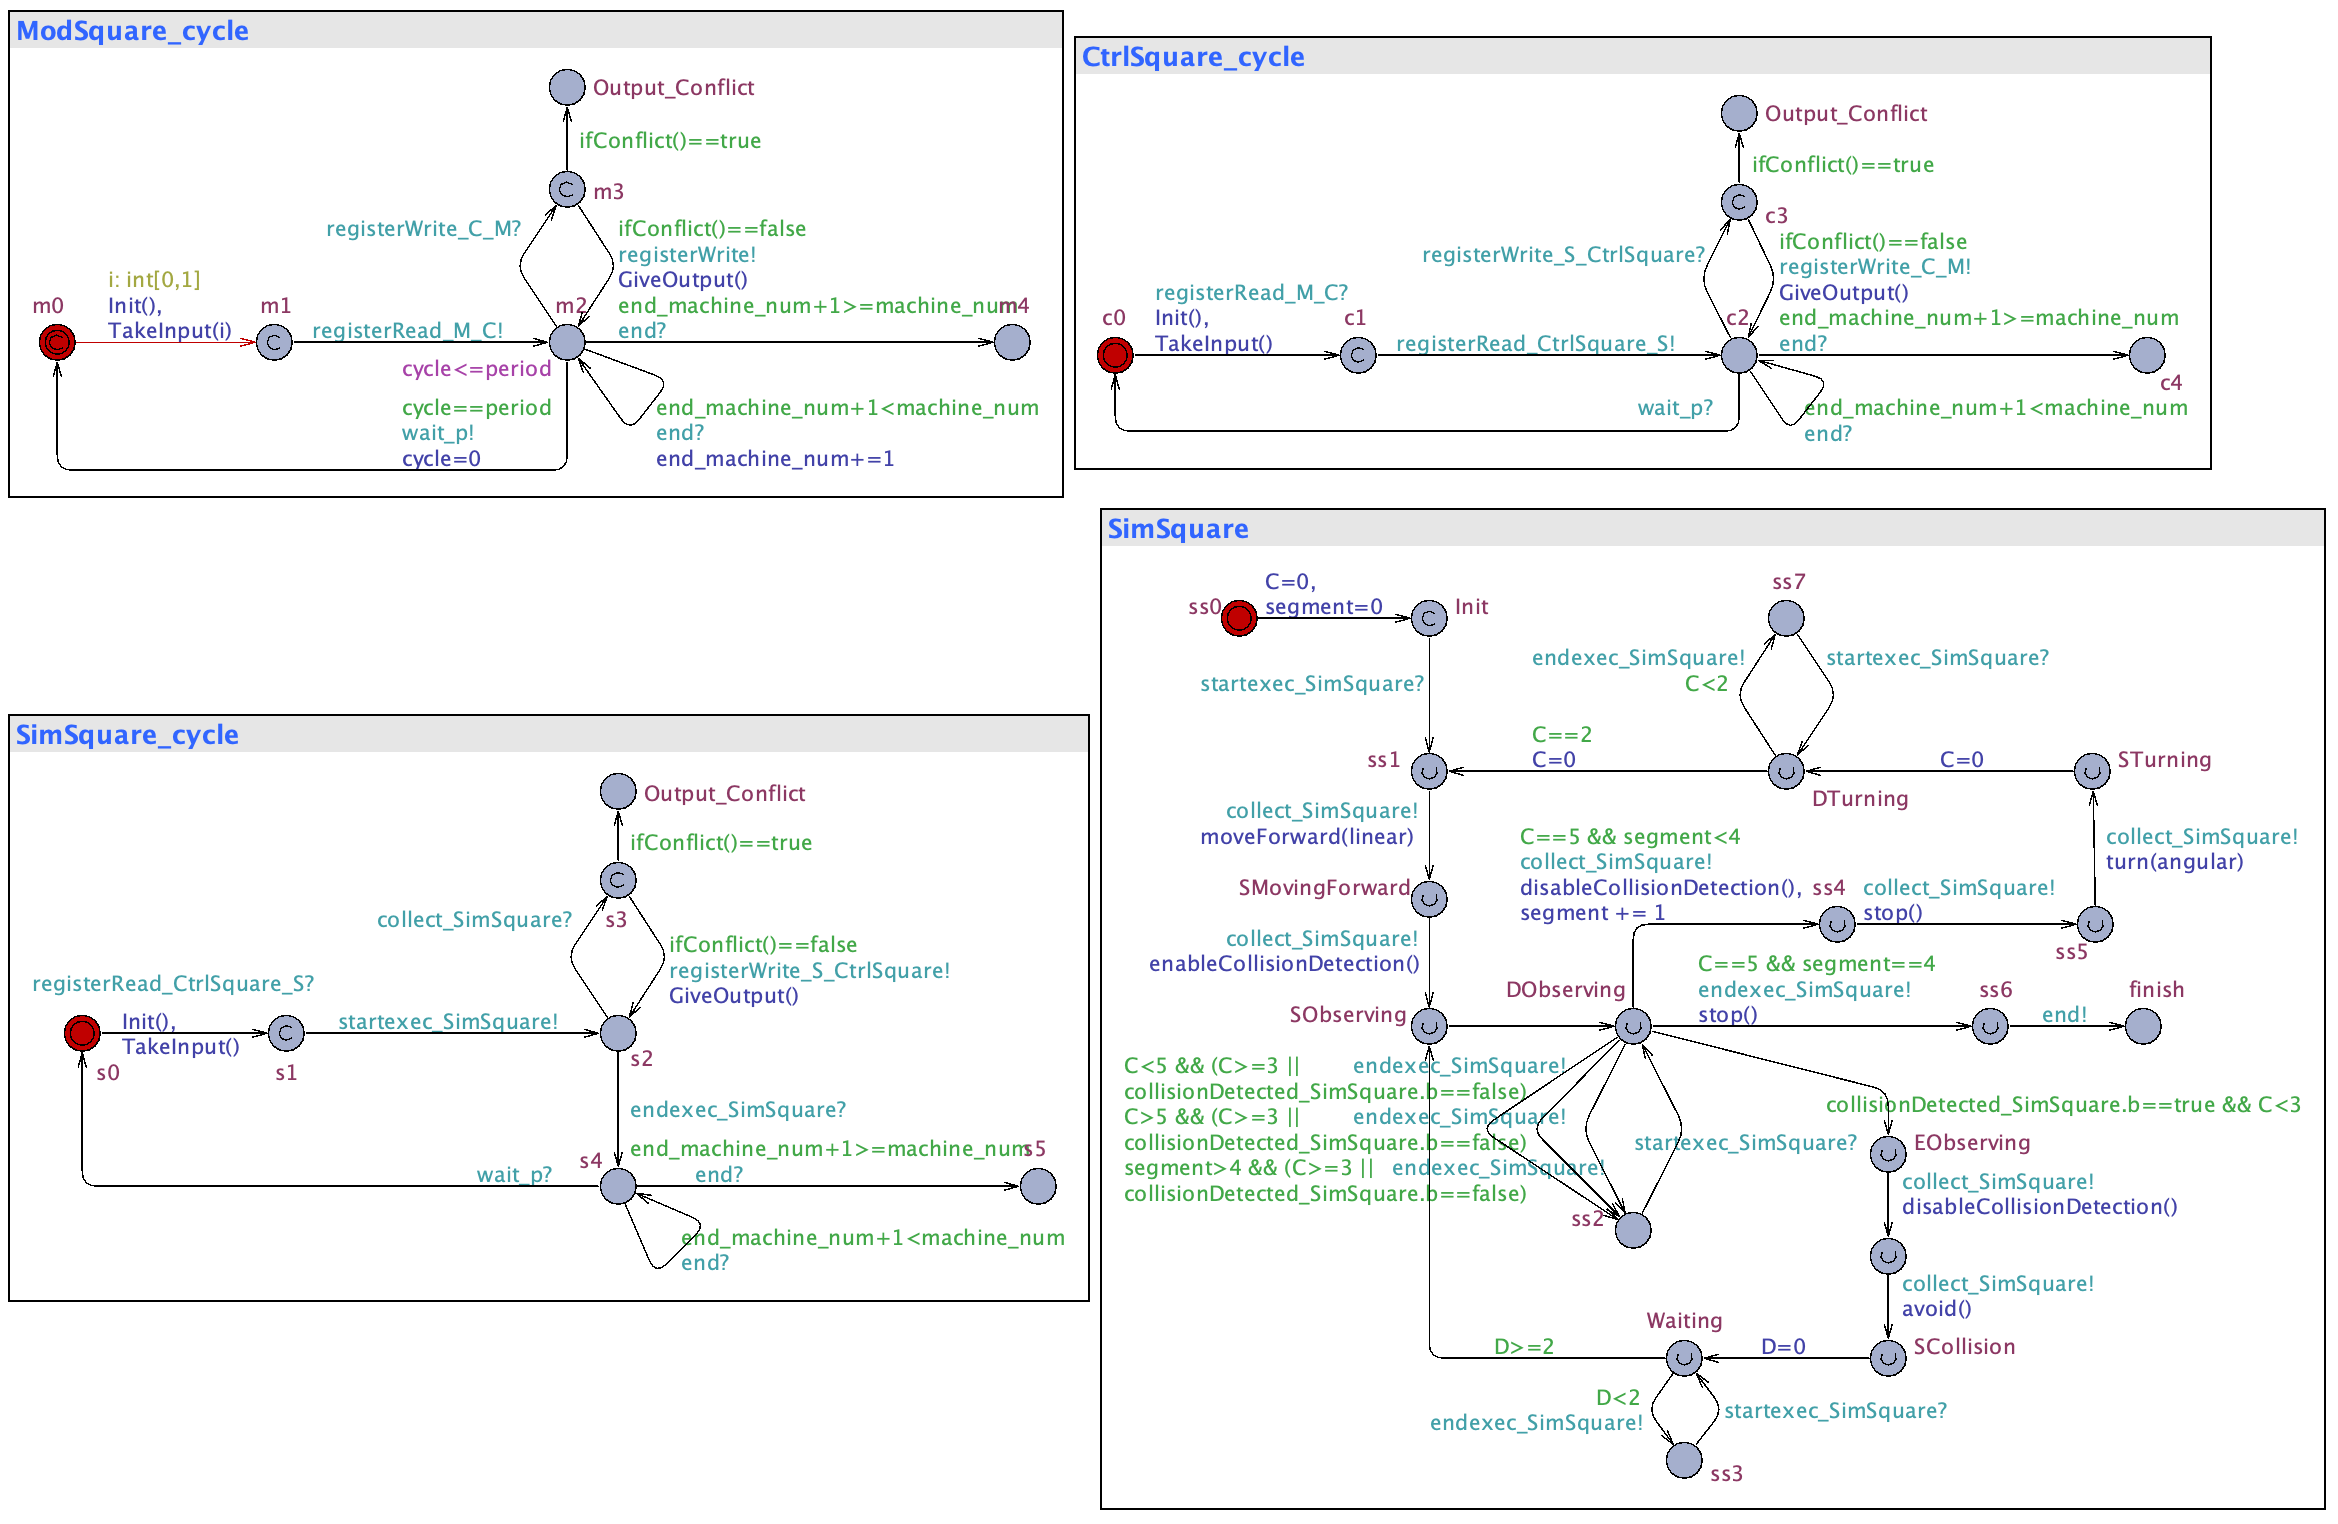 ModSquare_cycle
Output_Conflict
ifConflict()==true
C
m3
registerWrite_C_M?
ifConflict()==false
registerWrite!
GiveOutput()
i: int[0,1]
Init(),
TakeInput(i)
m0
C
m1
C
registerRead_M_C!
m2
end_machine_num+1>=machine_num
end?
m4
cycle<=period
cycle==period
wait_p!
cycle=0
end_machine_num+1<machine_num
end?
end_machine_num+=1
CtrlSquare_cycle
Output_Conflict
ifConflict()==true
C
c3
registerWrite_S_CtrlSquare?
ifConflict()==false
registerWrite_C_M!
GiveOutput()
registerRead_M_C?
Init(),
TakeInput()
c0
c1
C
registerRead_CtrlSquare_S!
c2
end_machine_num+1>=machine_num
end?
c4
wait_p?
end_machine_num+1<machine_num
end?
SimSquare_cycle
Output_Conflict
ifConflict()==true
C
s3
collect_SimSquare?
ifConflict()==false
registerWrite_S_CtrlSquare!
GiveOutput()
registerRead_CtrlSquare_S?
Init(),
TakeInput()
s0
C
s1
startexec_SimSquare!
s2
endexec_SimSquare?
end_machine_num+1>=machine_num
end?
s5
s4
wait_p?
end_machine_num+1<machine_num
end?
SimSquare
ss0
C=0,
segment=0
C
Init
ss7
endexec_SimSquare!
C<2
startexec_SimSquare?
startexec_SimSquare?
ss1
C==2
C=0
DTurning
C=0
STurning
collect_SimSquare!
moveForward(linear)
C==5 && segment<4
collect_SimSquare!
disableCollisionDetection(),
segment += 1
ss4
collect_SimSquare!
stop()
ss5
collect_SimSquare!
turn(angular)
SMovingForward
collect_SimSquare!
enableCollisionDetection()
SObserving
DObserving
C==5 && segment==4
endexec_SimSquare!
stop()
ss6
end!
finish
C<5 && (C>=3 || endexec_SimSquare!
collisionDetected_SimSquare.b==false)
C>5 && (C>=3 || endexec_SimSquare!
collisionDetected_SimSquare.b==false)
segment>4 && (C>=3 || endexec_SimSquare!
collisionDetected_SimSquare.b==false)
startexec_SimSquare?
ss2
collisionDetected_SimSquare.b==true && C<3
EObserving
collect_SimSquare!
disableCollisionDetection()
collect_SimSquare!
avoid()
SCollision
D=0
Waiting
D>=2
D<2
endexec_SimSquare!
startexec_SimSquare?
ss3